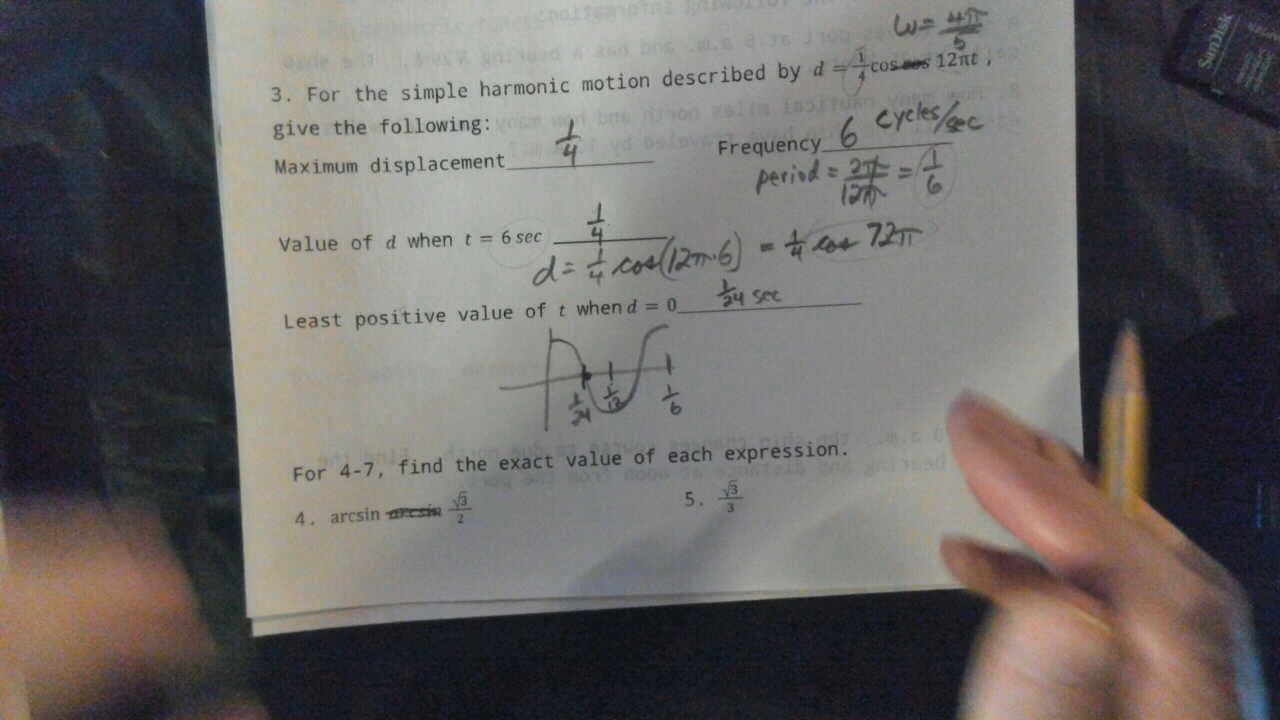 ω = 4π/5
3. For the simple harmonic motion described by d = 1/4 cos cos 12πt ,
give the following:
Maximum displacement 1/4 Frequency 6 cycles/sec
period = 2π/12π = 1/6
Value of d when t = 6 sec 1/4
d = 1/4 cos(12π·6) = 1/4 cos 72π
Least positive value of t when d = 0 1/24 sec
1/24 1/12 1/6
For 4-7, find the exact value of each expression.
4. arcsin arcsin √3/2 5. √3/3